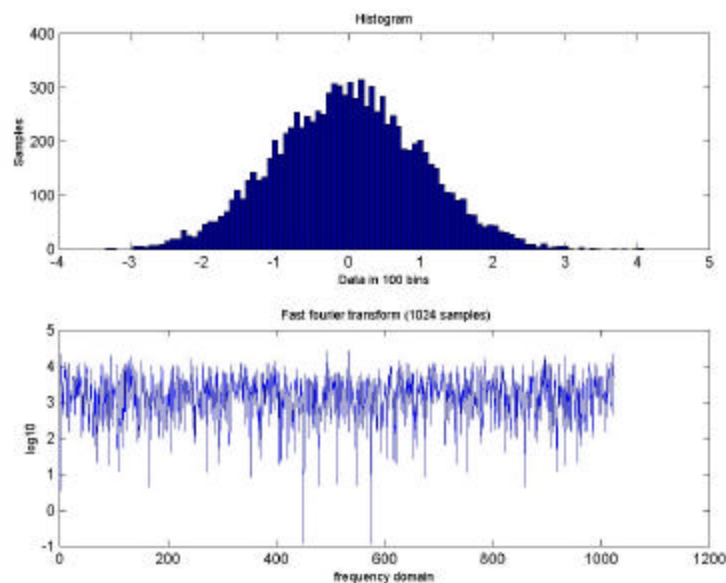 Histogram
400
300
200
100
0
Samples
-4 -3 -2 -1 0 1 2 3 4 5
Data in 100 bins
Fast fourier transform (1024 samples)
5
4
3
2
1
0
-1
log10
0 200 400 600 800 1000 1200
frequency domain